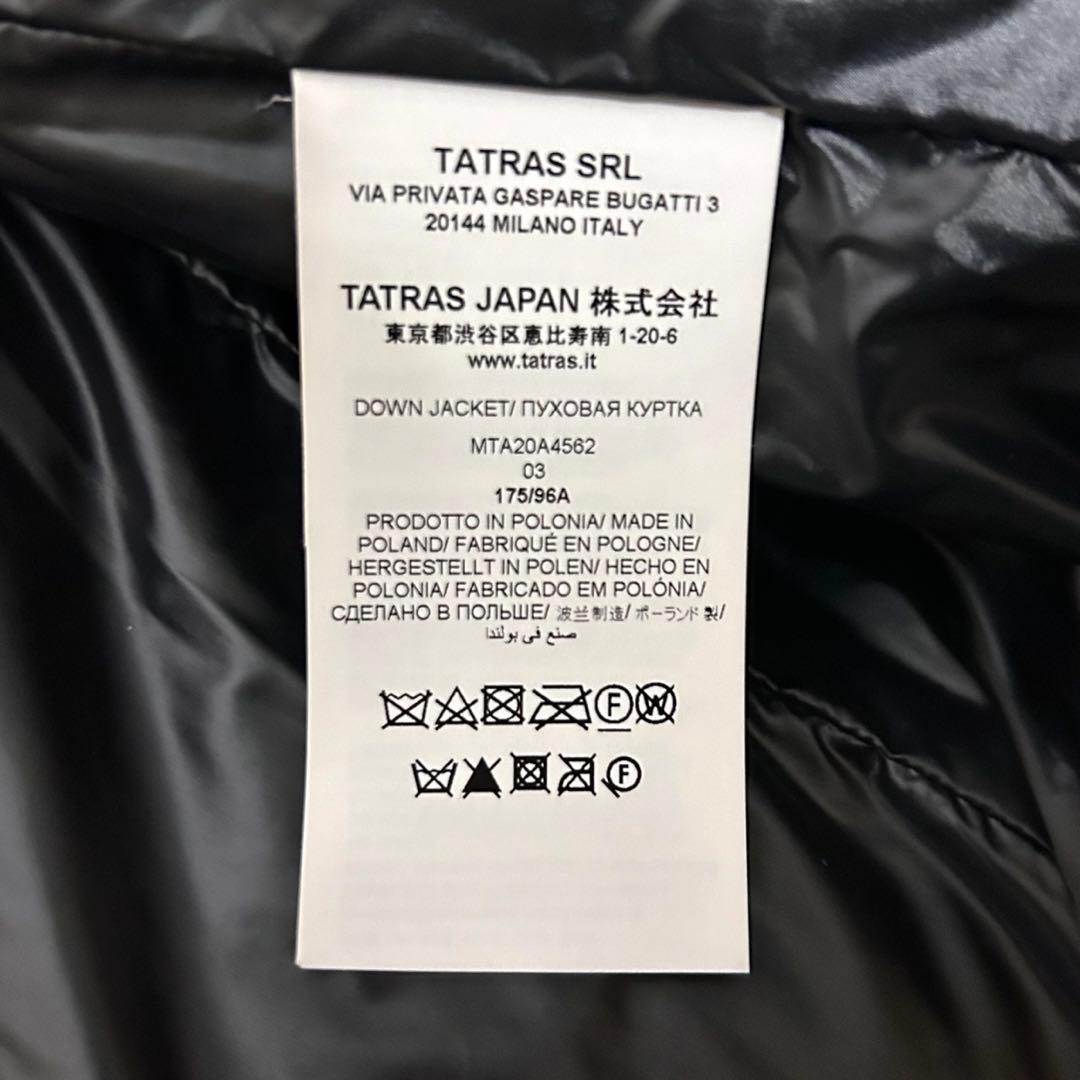 TATRAS SRL
VIA PRIVATA GASPARE BUGATTI 3
20144 MILANO ITALY
TATRAS JAPAN 株式会社
東京都渋谷区恵比寿南 1-20-6
www.tatras.it
DOWN JACKET/ ПУХОВАЯ КУРТКА
MTA20A4562
03
175/96A
PRODOTTO IN POLONIA/ MADE IN
POLAND/ FABRIQUÉ EN POLOGNE/
HERGESTELLT IN POLEN/ HECHO EN
POLONIA/ FABRICADO EM POLÓNIA/
СДЕЛАНО В ПОЛЬШЕ/ 波兰制造/ ポーランド 製/
صنع في بولندا
F W
F